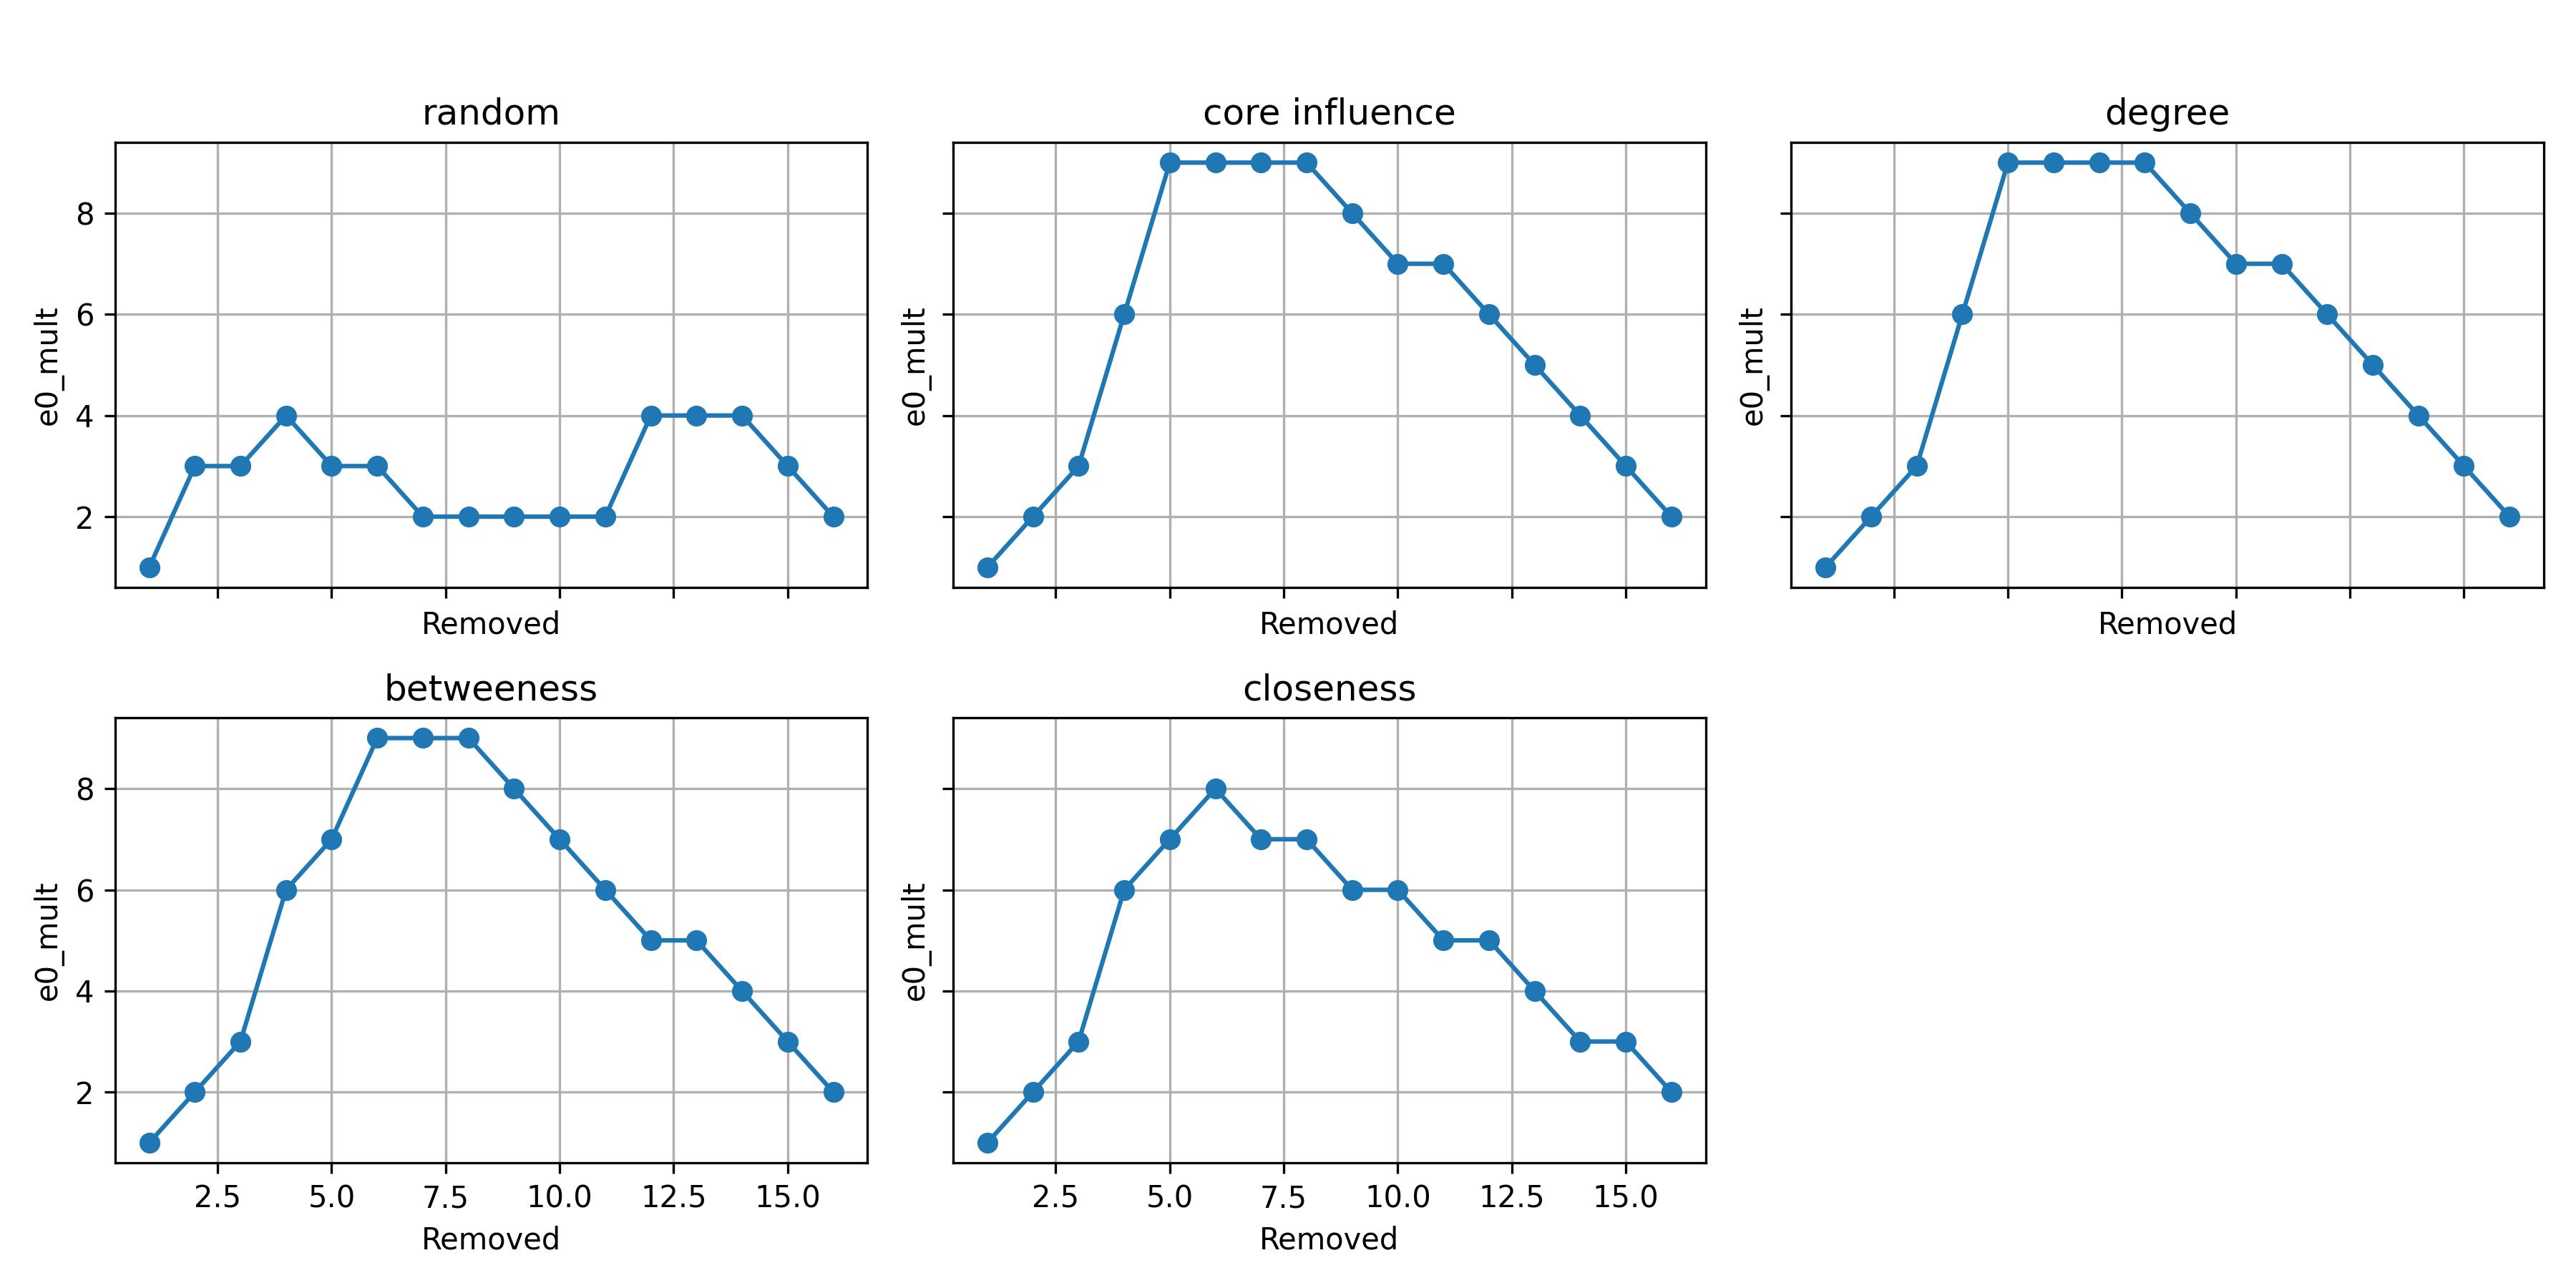 random
core influence
degree
8
6
4
2
e0_mult
e0_mult
e0_mult
Removed
Removed
Removed
betweeness
closeness
8
6
4
2
e0_mult
e0_mult
2.5 5.0 7.5 10.0 12.5 15.0
2.5 5.0 7.5 10.0 12.5 15.0
Removed
Removed